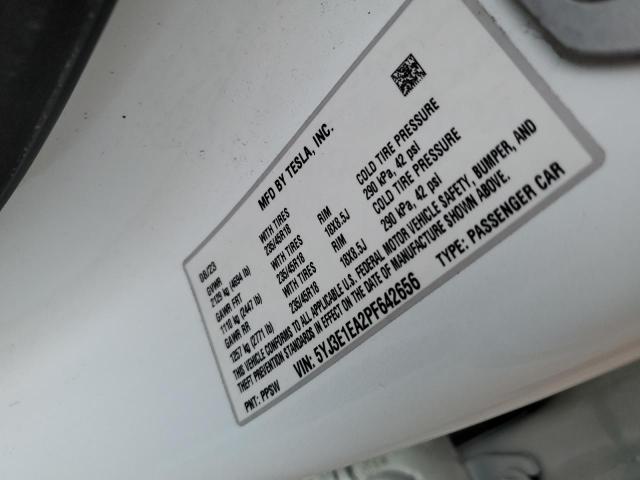 MFD BY TESLA, INC.
08/23
GVWR WITH TIRES RIM COLD TIRE PRESSURE
2125 kg (4684 lb) 235/45R18 18X8.5J 290 kPa, 42 psi
GAWR FRT WITH TIRES RIM COLD TIRE PRESSURE
1110 kg (2447 lb) 235/45R18 18X8.5J 290 kPa, 42 psi
GAWR RR WITH TIRES
1257 kg (2771 lb) 235/45R18
THIS VEHICLE CONFORMS TO ALL APPLICABLE U.S. FEDERAL MOTOR VEHICLE SAFETY, BUMPER, AND
THEFT PREVENTION STANDARDS IN EFFECT ON THE DATE OF MANUFACTURE SHOWN ABOVE.
VIN: 5YJ3E1EA2PF642656 TYPE: PASSENGER CAR
PNT: PPSW